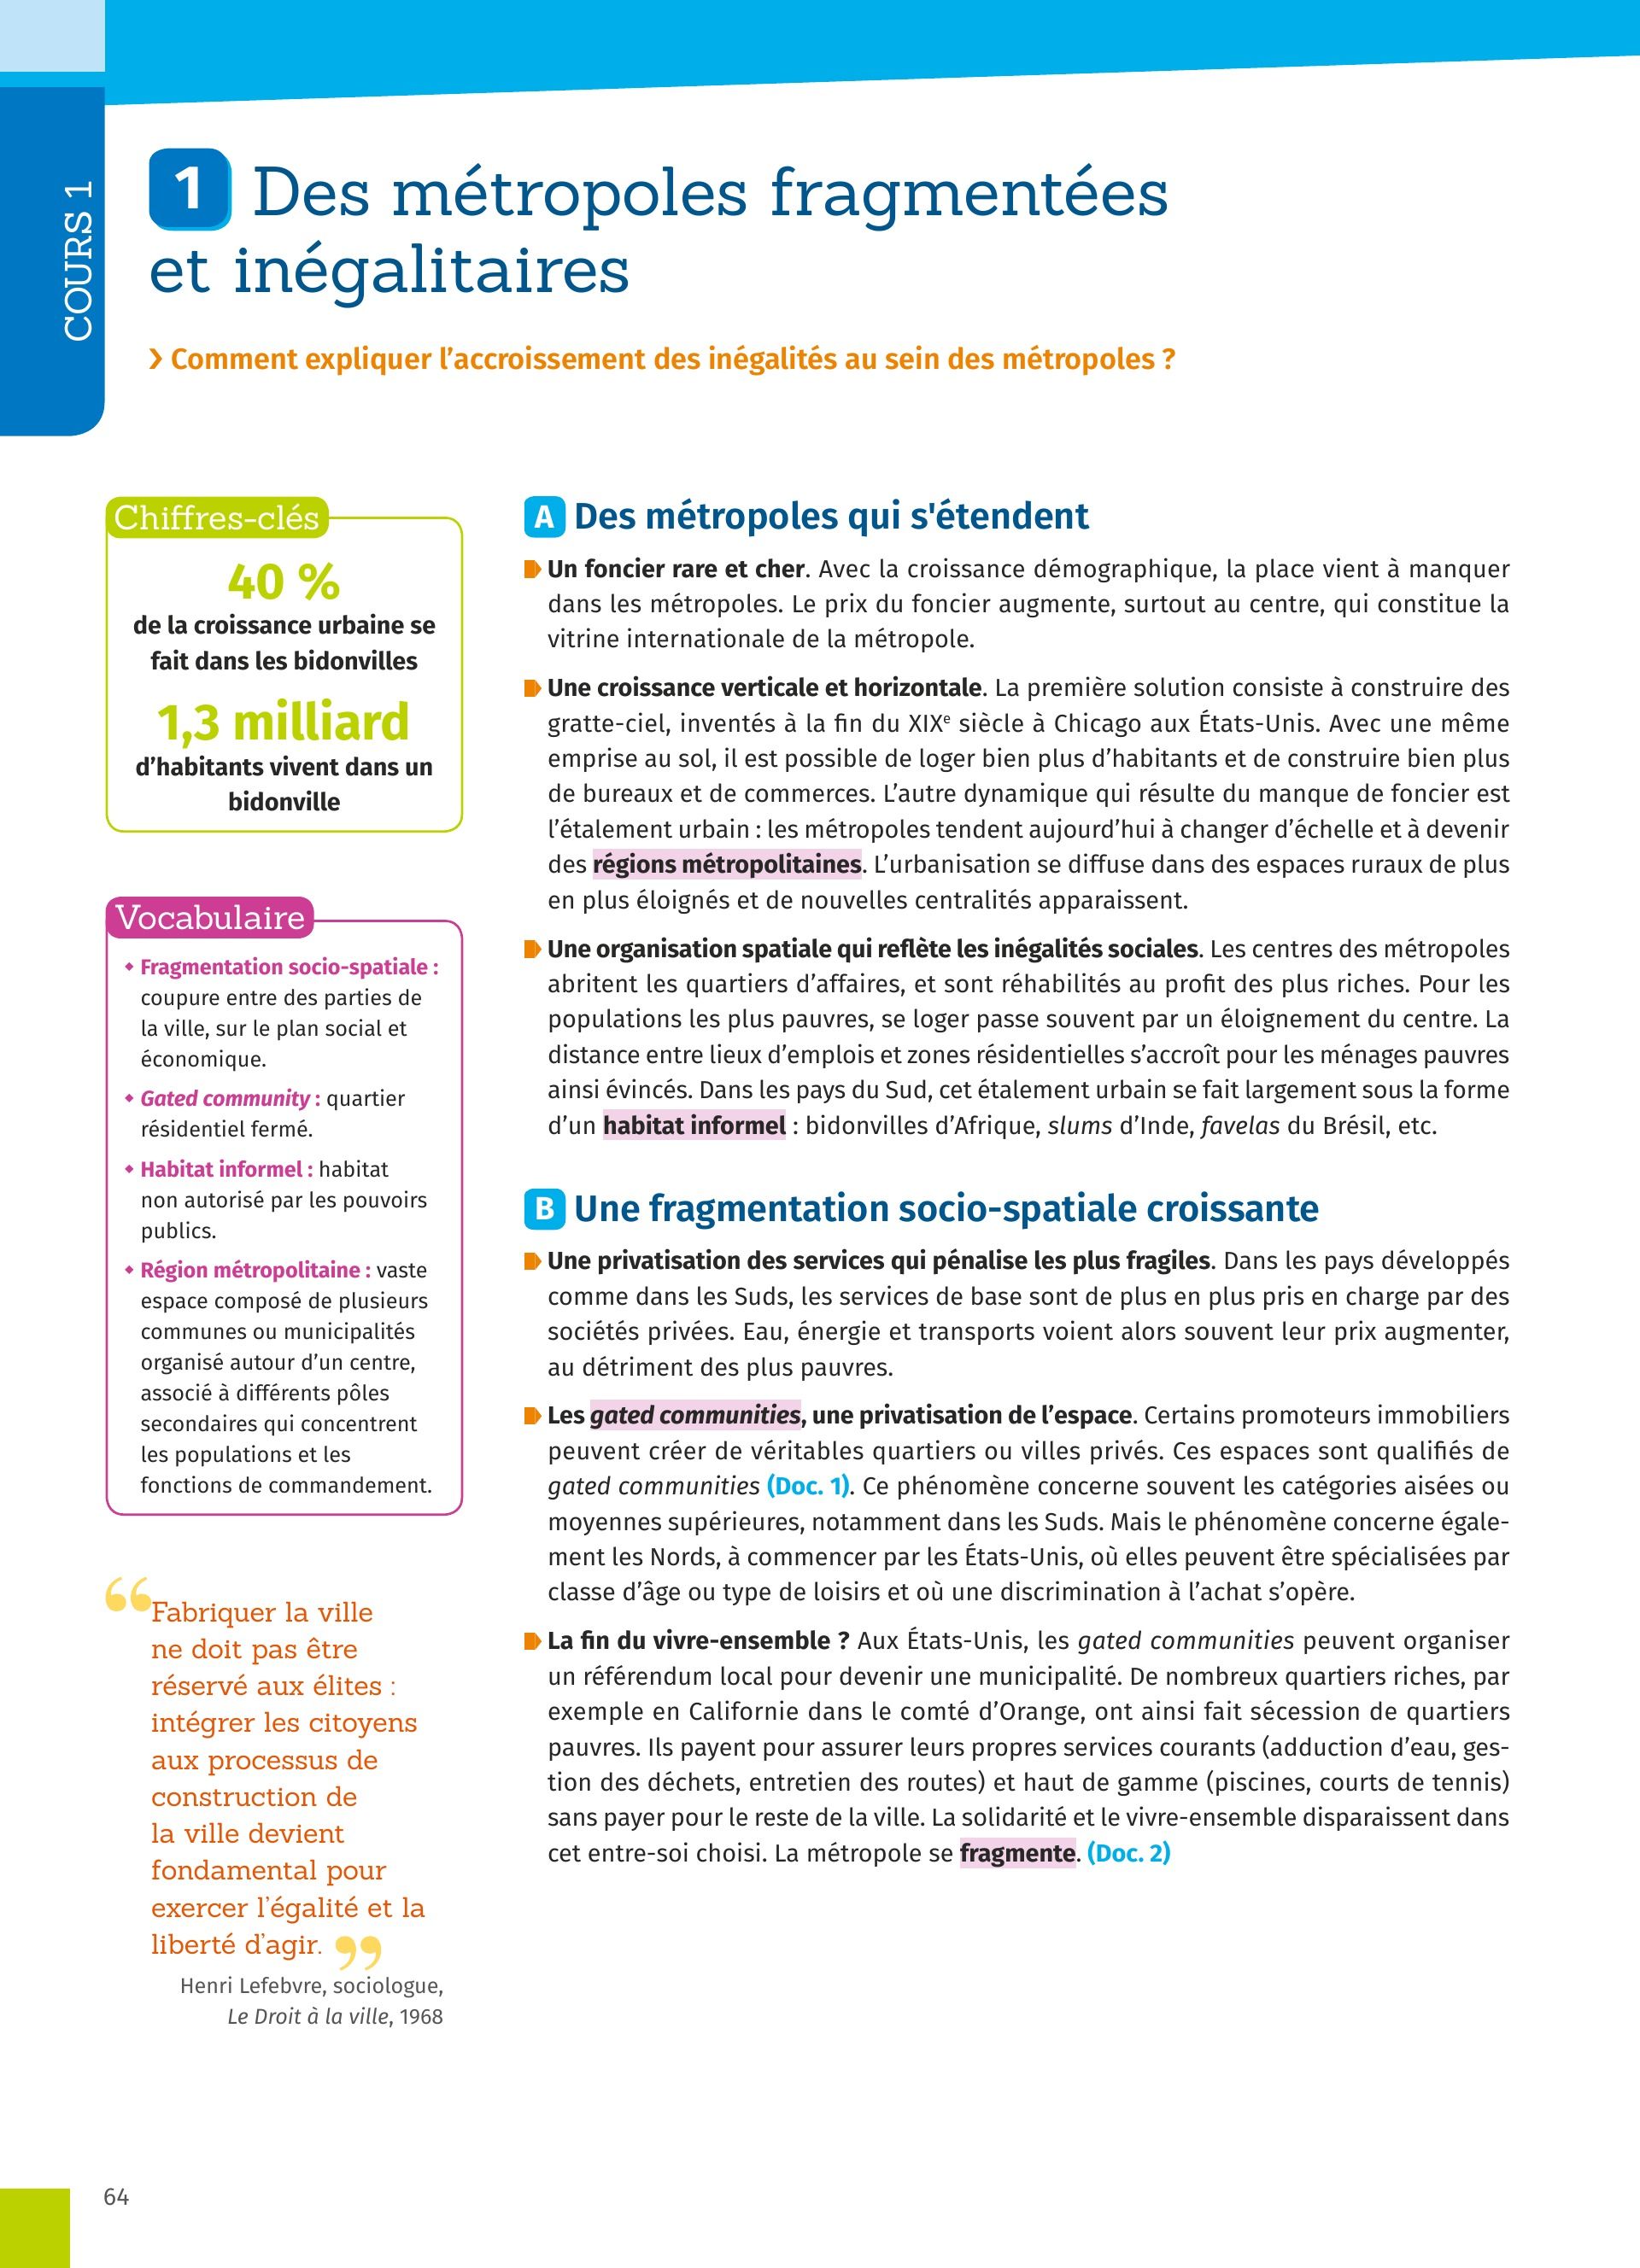 COURS 1
1 Des métropoles fragmentées
et inégalitaires
› Comment expliquer l’accroissement des inégalités au sein des métropoles ?
Chiffres-clés
40 %
de la croissance urbaine se
fait dans les bidonvilles
1,3 milliard
d’habitants vivent dans un
bidonville
Vocabulaire
Fragmentation socio-spatiale :
coupure entre des parties de
la ville, sur le plan social et
économique.
Gated community : quartier
résidentiel fermé.
Habitat informel : habitat
non autorisé par les pouvoirs
publics.
Région métropolitaine : vaste
espace composé de plusieurs
communes ou municipalités
organisé autour d’un centre,
associé à différents pôles
secondaires qui concentrent
les populations et les
fonctions de commandement.
“Fabriquer la ville
ne doit pas être
réservé aux élites :
intégrer les citoyens
aux processus de
construction de
la ville devient
fondamental pour
exercer l’égalité et la
liberté d’agir. ”
Henri Lefebvre, sociologue,
Le Droit à la ville, 1968
A Des métropoles qui s'étendent
Un foncier rare et cher. Avec la croissance démographique, la place vient à manquer
dans les métropoles. Le prix du foncier augmente, surtout au centre, qui constitue la
vitrine internationale de la métropole.
Une croissance verticale et horizontale. La première solution consiste à construire des
gratte-ciel, inventés à la fin du XIXe siècle à Chicago aux États-Unis. Avec une même
emprise au sol, il est possible de loger bien plus d’habitants et de construire bien plus
de bureaux et de commerces. L’autre dynamique qui résulte du manque de foncier est
l’étalement urbain : les métropoles tendent aujourd’hui à changer d’échelle et à devenir
des régions métropolitaines. L’urbanisation se diffuse dans des espaces ruraux de plus
en plus éloignés et de nouvelles centralités apparaissent.
Une organisation spatiale qui reflète les inégalités sociales. Les centres des métropoles
abritent les quartiers d’affaires, et sont réhabilités au profit des plus riches. Pour les
populations les plus pauvres, se loger passe souvent par un éloignement du centre. La
distance entre lieux d’emplois et zones résidentielles s’accroît pour les ménages pauvres
ainsi évincés. Dans les pays du Sud, cet étalement urbain se fait largement sous la forme
d’un habitat informel : bidonvilles d’Afrique, slums d’Inde, favelas du Brésil, etc.
B Une fragmentation socio-spatiale croissante
Une privatisation des services qui pénalise les plus fragiles. Dans les pays développés
comme dans les Suds, les services de base sont de plus en plus pris en charge par des
sociétés privées. Eau, énergie et transports voient alors souvent leur prix augmenter,
au détriment des plus pauvres.
Les gated communities, une privatisation de l’espace. Certains promoteurs immobiliers
peuvent créer de véritables quartiers ou villes privés. Ces espaces sont qualifiés de
gated communities (Doc. 1). Ce phénomène concerne souvent les catégories aisées ou
moyennes supérieures, notamment dans les Suds. Mais le phénomène concerne égale-
ment les Nords, à commencer par les États-Unis, où elles peuvent être spécialisées par
classe d’âge ou type de loisirs et où une discrimination à l’achat s’opère.
La fin du vivre-ensemble ? Aux États-Unis, les gated communities peuvent organiser
un référendum local pour devenir une municipalité. De nombreux quartiers riches, par
exemple en Californie dans le comté d’Orange, ont ainsi fait sécession de quartiers
pauvres. Ils payent pour assurer leurs propres services courants (adduction d’eau, ges-
tion des déchets, entretien des routes) et haut de gamme (piscines, courts de tennis)
sans payer pour le reste de la ville. La solidarité et le vivre-ensemble disparaissent dans
cet entre-soi choisi. La métropole se fragmente. (Doc. 2)
64